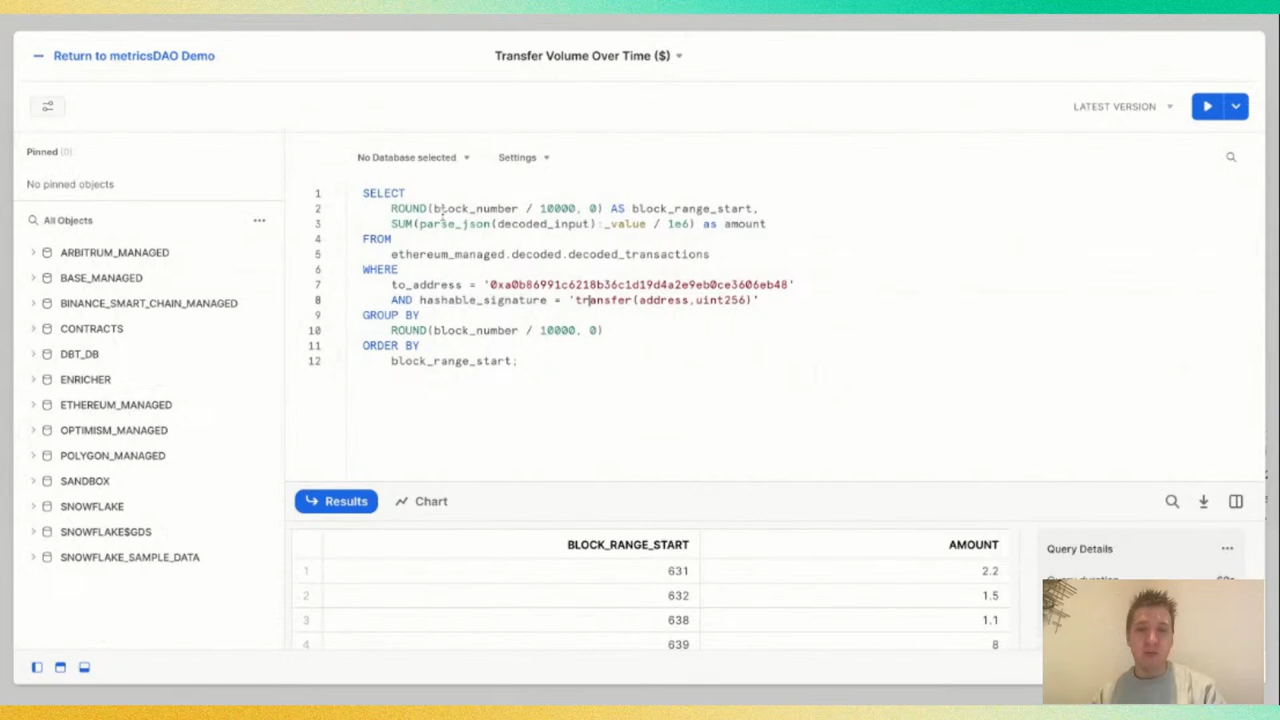 Return to metricsDAO Demo
Transfer Volume Over Time ($)
LATEST VERSION
Pinned (0)
No pinned objects
All Objects
ARBITRUM_MANAGED
BASE_MANAGED
BINANCE_SMART_CHAIN_MANAGED
CONTRACTS
DBT_DB
ENRICHER
ETHEREUM_MANAGED
OPTIMISM_MANAGED
POLYGON_MANAGED
SANDBOX
SNOWFLAKE
SNOWFLAKE$GDS
SNOWFLAKE_SAMPLE_DATA
No Database selected
Settings
1 SELECT
2 ROUND(block_number / 10000, 0) AS block_range_start,
3 SUM(parse_json(decoded_input):_value / 1e6) as amount
4 FROM
5 ethereum_managed.decoded.decoded_transactions
6 WHERE
7 to_address = '0xa0b86991c6218b36c1d19d4a2e9eb0ce3606eb48'
8 AND hashable_signature = 'transfer(address,uint256)'
9 GROUP BY
10 ROUND(block_number / 10000, 0)
11 ORDER BY
12 block_range_start;
Results
Chart
BLOCK_RANGE_START AMOUNT
1 631 2.2
2 632 1.5
3 638 1.1
4 639 8
Query Details